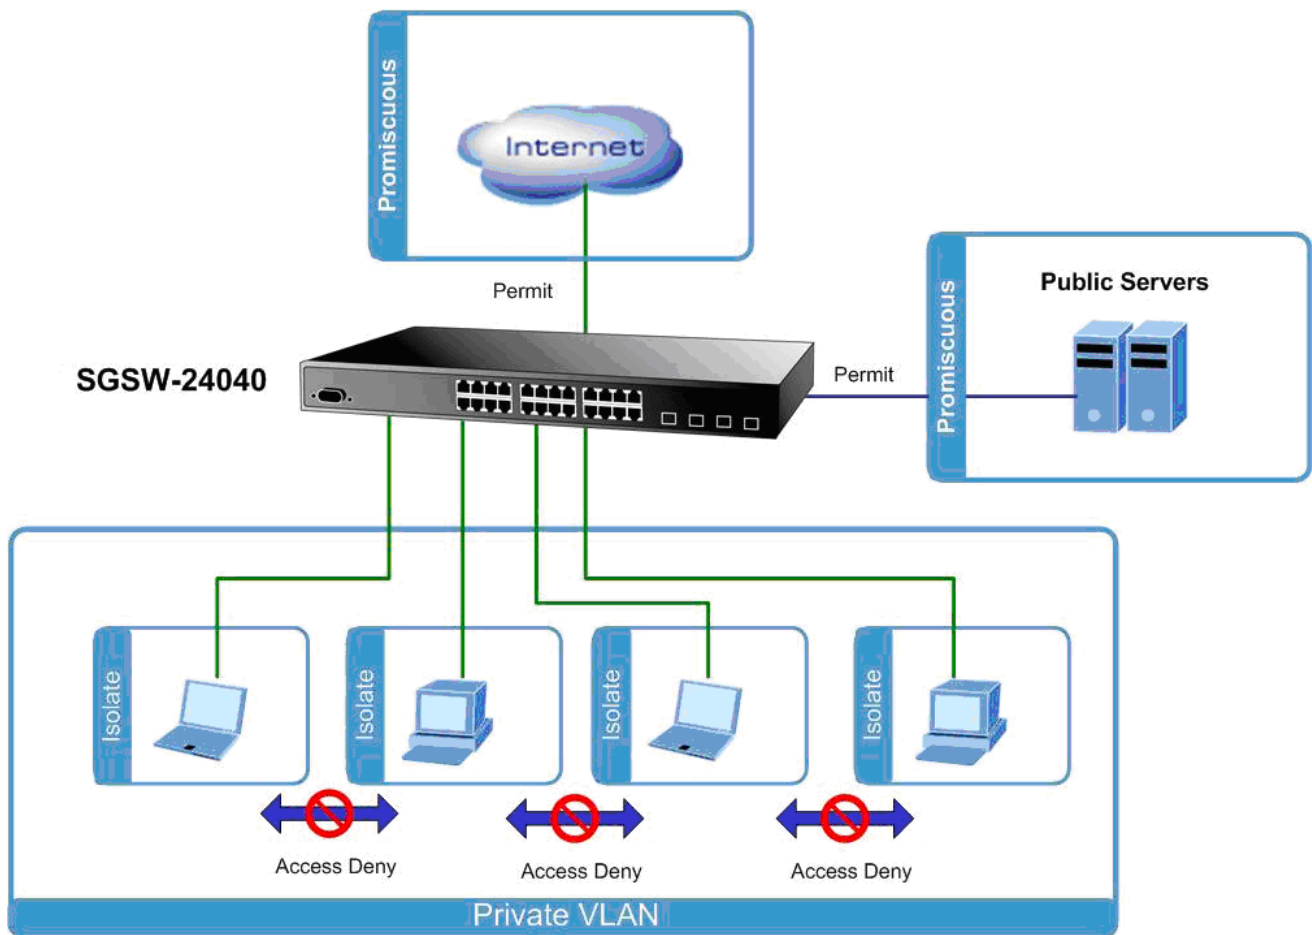 Promiscuous
Internet
Permit
SGSW-24040
Permit
Promiscuous
Public Servers
Isolate
Isolate
Isolate
Isolate
Access Deny
Access Deny
Access Deny
Private VLAN